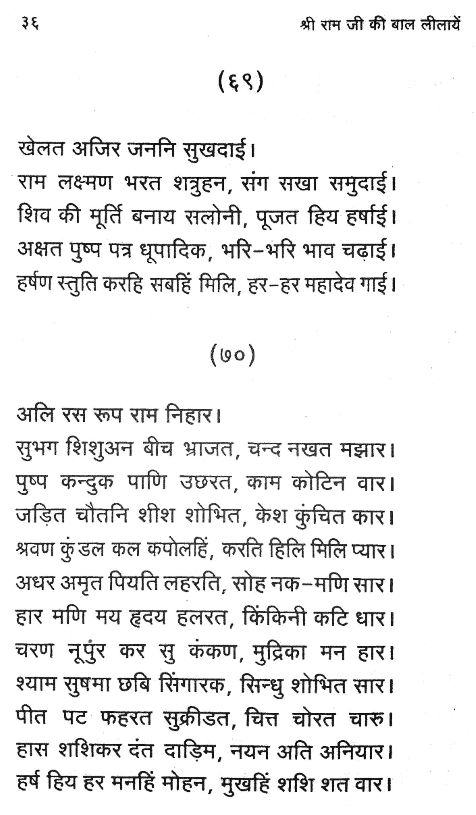 ३६ श्री राम जी की बाल लीलायें
(६९)
खेलत अजिर जननि सुखदाई।
राम लक्ष्मण भरत शत्रुहन, संग सखा समुदाई।
शिव की मूर्ति बनाय सलोनी, पूजत हिय हर्षाई।
अक्षत पुष्प पत्र धूपादिक, भरि-भरि भाव चढ़ाई।
हर्षण स्तुति करहि सबहिं मिलि, हर-हर महादेव गाई।
(७०)
अलि रस रूप राम निहार।
सुभग शिशुअन बीच भ्राजत, चन्द नखत मझार।
पुष्प कन्दुक पाणि उछरत, काम कोटिन वार।
जड़ित चौतनि शीश शोभित, केश कुंचित कार।
श्रवण कुंडल कल कपोलहिं, करति हिलि मिलि प्यार।
अधर अमृत पियति लहरति, सोह नक-मणि सार।
हार मणि मय हृदय हलरत, किंकिनी कटि धार।
चरण नूपुंर कर सु कंकण, मुद्रिका मन हार।
श्याम सुषमा छबि सिंगारक, सिन्धु शोभित सार।
पीत पट फहरत सुक्रीडत, चित्त चोरत चारु।
हास शशिकर दंत दाड़िम, नयन अति अनियार।
हर्ष हिय हर मनहिं मोहन, मुखहिं शशि शत वार।